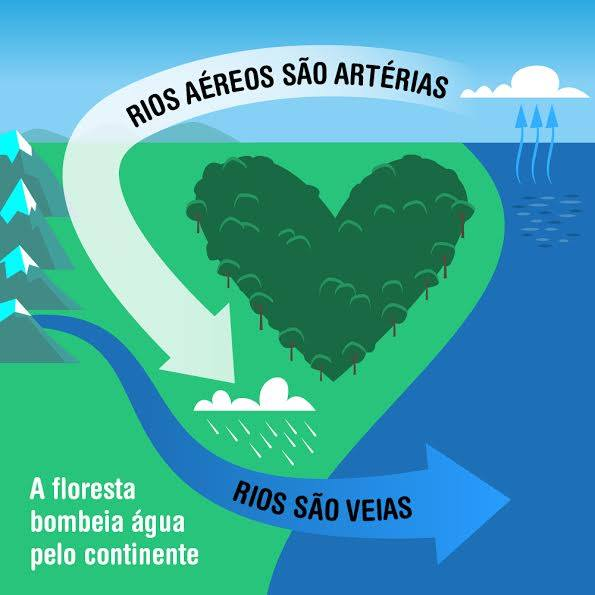 RIOS AÉREOS SÃO ARTÉRIAS
RIOS SÃO VEIAS
A floresta
bombeia água
pelo continente